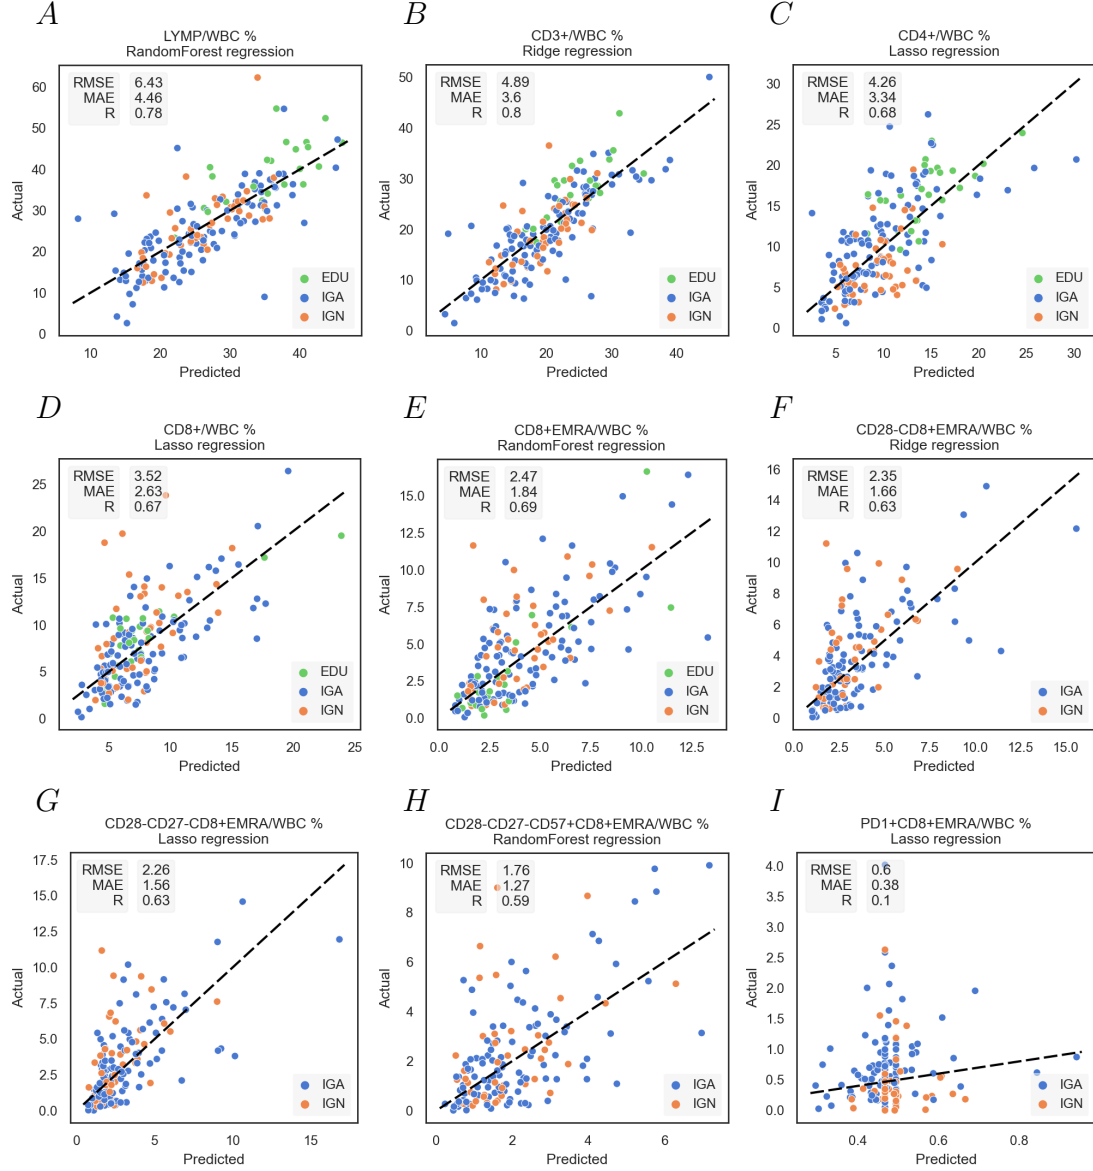 A
LYMP/WBC %
RandomForest regression
RMSE 6.43
MAE 4.46
R 0.78
60
50
40
30
20
10
0
Actual
EDU
IGA
IGN
10 20 30 40
Predicted
B
CD3+/WBC %
Ridge regression
RMSE 4.89
MAE 3.6
R 0.8
50
40
30
20
10
0
Actual
EDU
IGA
IGN
10 20 30 40
Predicted
C
CD4+/WBC %
Lasso regression
RMSE 4.26
MAE 3.34
R 0.68
30
25
20
15
10
5
0
Actual
EDU
IGA
IGN
5 10 15 20 25 30
Predicted
D
CD8+/WBC %
Lasso regression
RMSE 3.52
MAE 2.63
R 0.67
25
20
15
10
5
0
Actual
EDU
IGA
IGN
5 10 15 20 25
Predicted
E
CD8+EMRA/WBC %
RandomForest regression
RMSE 2.47
MAE 1.84
R 0.69
15.0
12.5
10.0
7.5
5.0
2.5
0.0
Actual
EDU
IGA
IGN
0.0 2.5 5.0 7.5 10.0 12.5
Predicted
F
CD28-CD8+EMRA/WBC %
Ridge regression
RMSE 2.35
MAE 1.66
R 0.63
16
14
12
10
8
6
4
2
0
Actual
IGA
IGN
0.0 2.5 5.0 7.5 10.0 12.5 15.0
Predicted
G
CD28-CD27-CD8+EMRA/WBC %
Lasso regression
RMSE 2.26
MAE 1.56
R 0.63
17.5
15.0
12.5
10.0
7.5
5.0
2.5
0.0
Actual
IGA
IGN
0 5 10 15
Predicted
H
CD28-CD27-CD57+CD8+EMRA/WBC %
RandomForest regression
RMSE 1.76
MAE 1.27
R 0.59
10
8
6
4
2
0
Actual
IGA
IGN
0 2 4 6
Predicted
I
PD1+CD8+EMRA/WBC %
Lasso regression
RMSE 0.6
MAE 0.38
R 0.1
4.0
3.5
3.0
2.5
2.0
1.5
1.0
0.5
0.0
Actual
IGA
IGN
0.4 0.6 0.8
Predicted